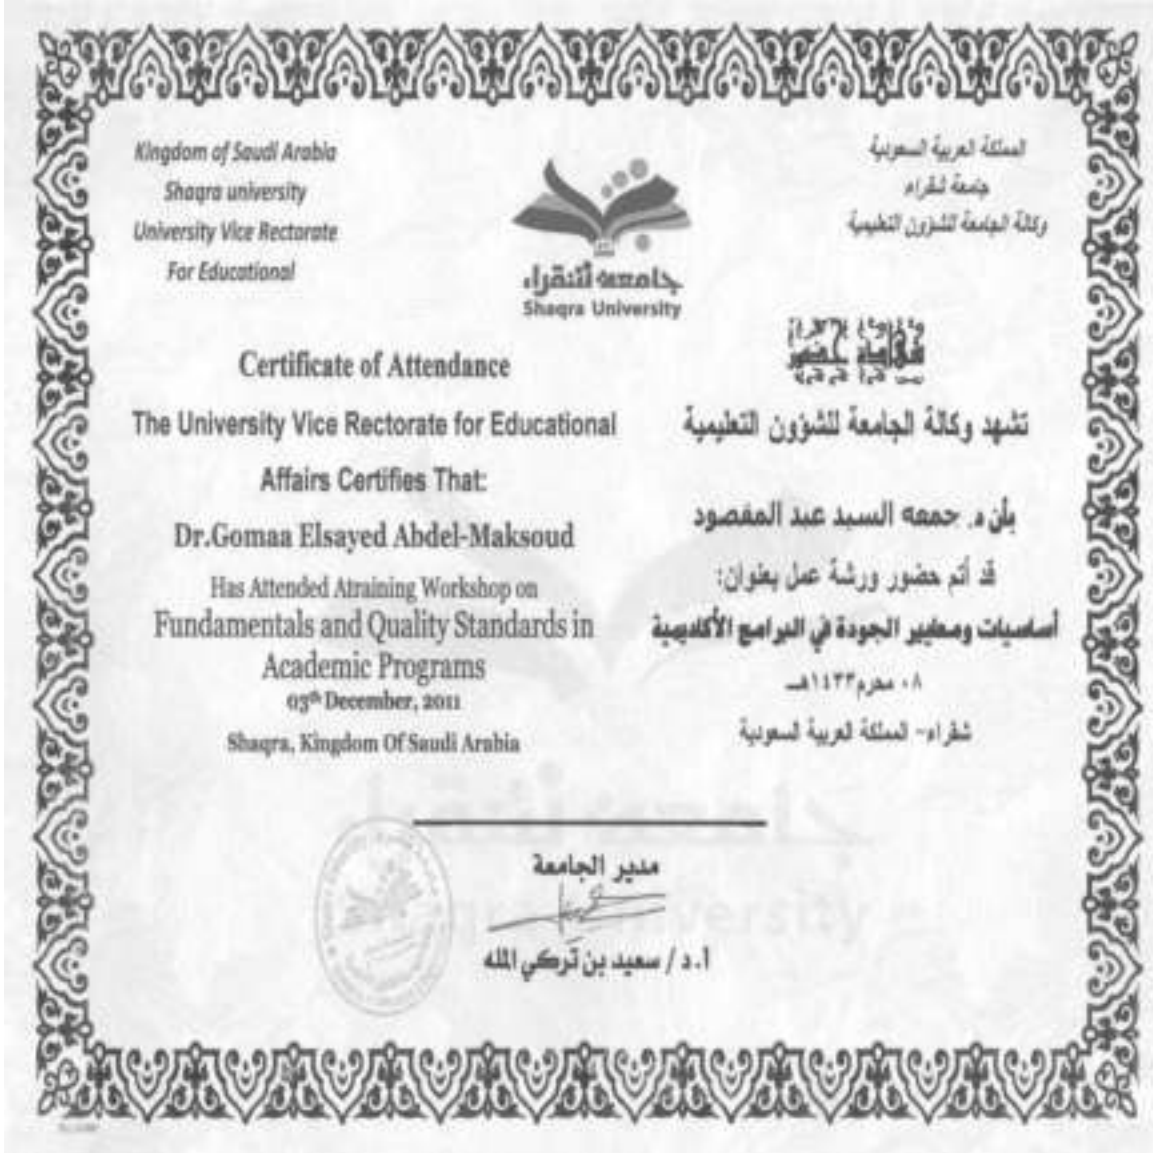 Kingdom of Saudi Arabia
Shaqra university
University Vice Rectorate
For Educational
المملكة العربية السعودية
جامعة شقراء
وكالة الجامعة للشؤون التعليمية
جامعة شقراء
Shaqra University
Certificate of Attendance
The University Vice Rectorate for Educational
Affairs Certifies That:
Dr.Gomaa Elsayed Abdel-Maksoud
Has Attended Atraining Workshop on
Fundamentals and Quality Standards in
Academic Programs
03th December, 2011
Shaqra, Kingdom Of Saudi Arabia
شهادة حضور
تشهد وكالة الجامعة للشؤون التعليمية
بأن د. جمعه السيد عبد المقصود
قد أتم حضور ورشة عمل بعنوان:
أساسيات ومعايير الجودة في البرامج الأكاديمية
٠٨ محرم ١٤٣٣هـ
شقراء- المملكة العربية السعودية
مدير الجامعة
أ. د / سعيد بن تركي الملة